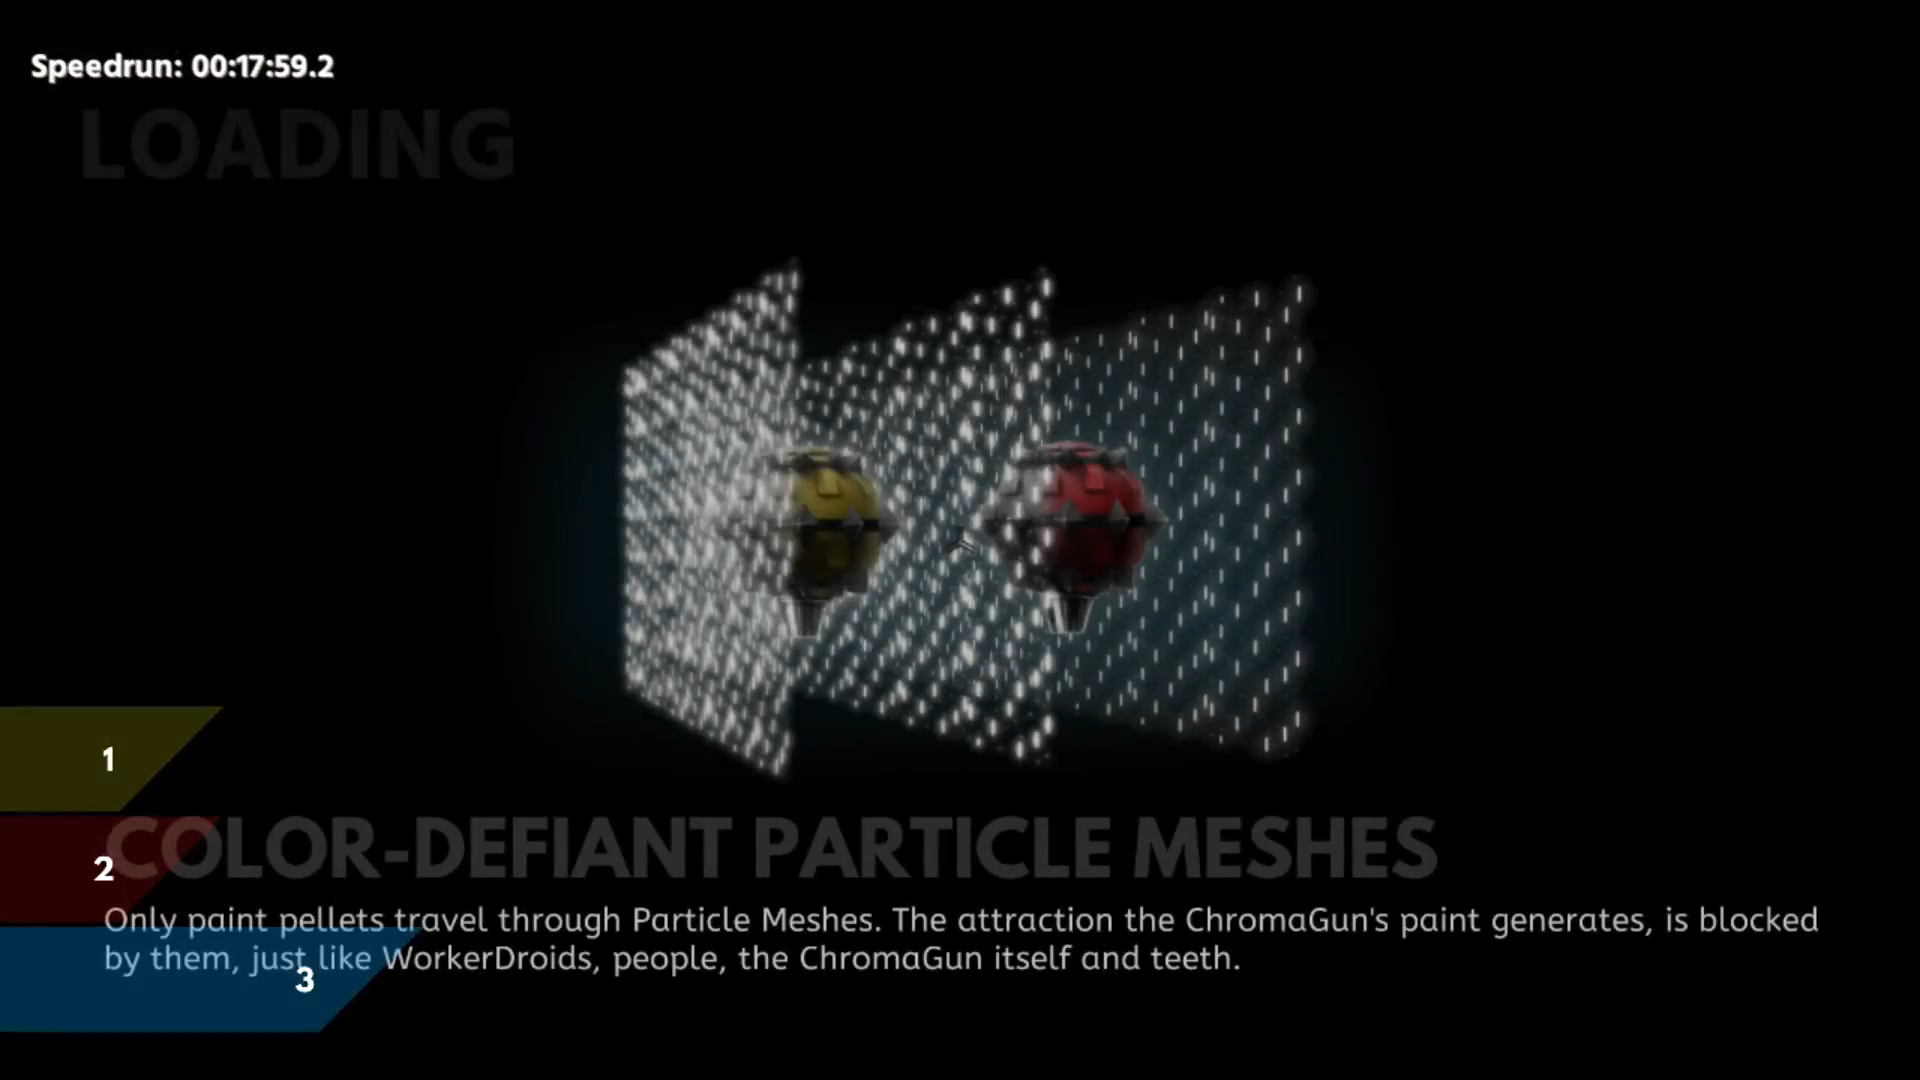 Speedrun: 00:17:59.2
LOADING
1
COLOR-DEFIANT PARTICLE MESHES
2
Only paint pellets travel through Particle Meshes. The attraction the ChromaGun's paint generates, is blocked
by them, just like WorkerDroids, people, the ChromaGun itself and teeth.
3